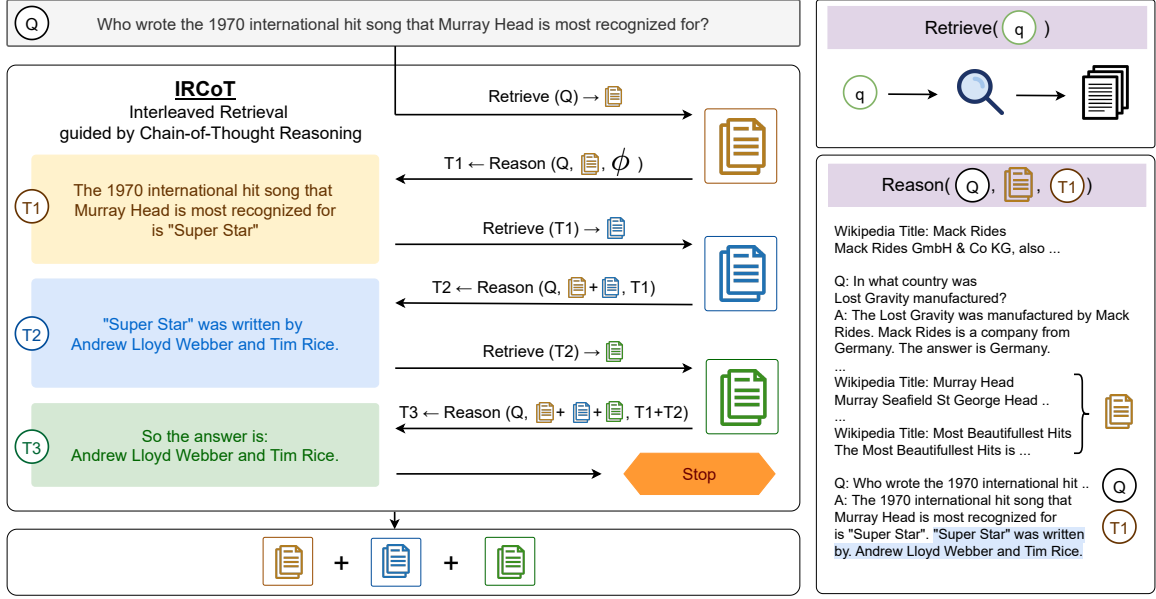 Q
Who wrote the 1970 international hit song that Murray Head is most recognized for?
IRCoT
Interleaved Retrieval
guided by Chain-of-Thought Reasoning
Retrieve (Q) →
T1 ← Reason (Q, , ϕ )
T1
The 1970 international hit song that
Murray Head is most recognized for
is "Super Star"
Retrieve (T1) →
T2 ← Reason (Q, + , T1)
T2
"Super Star" was written by
Andrew Lloyd Webber and Tim Rice.
Retrieve (T2) →
T3 ← Reason (Q, + + , T1+T2)
T3
So the answer is:
Andrew Lloyd Webber and Tim Rice.
Stop
+ +
Retrieve( q )
q
Reason( Q , , T1 )
Wikipedia Title: Mack Rides
Mack Rides GmbH & Co KG, also ...
Q: In what country was
Lost Gravity manufactured?
A: The Lost Gravity was manufactured by Mack
Rides. Mack Rides is a company from
Germany. The answer is Germany.
...
Wikipedia Title: Murray Head
Murray Seafield St George Head ..
...
Wikipedia Title: Most Beautifullest Hits
The Most Beautifullest Hits is ...
Q: Who wrote the 1970 international hit ..
Q
A: The 1970 international hit song that
Murray Head is most recognized for
T1
is "Super Star". "Super Star" was written
by. Andrew Lloyd Webber and Tim Rice.